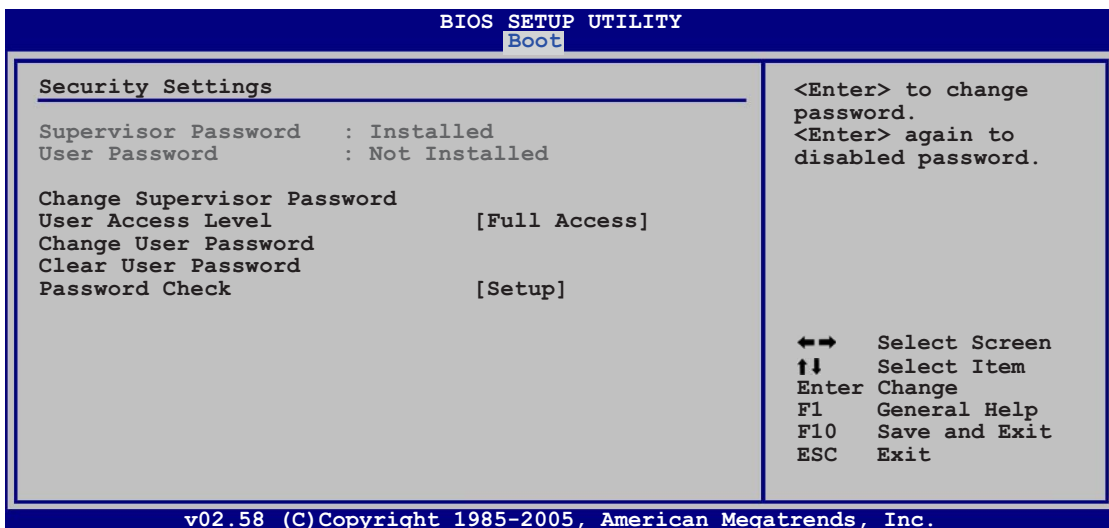 BIOS SETUP UTILITY
Boot
Security Settings
Supervisor Password : Installed
User Password : Not Installed
Change Supervisor Password
User Access Level [Full Access]
Change User Password
Clear User Password
Password Check [Setup]
<Enter> to change
password.
<Enter> again to
disabled password.
←→ Select Screen
↑↓ Select Item
Enter Change
F1 General Help
F10 Save and Exit
ESC Exit
v02.58 (C)Copyright 1985-2005, American Megatrends, Inc.